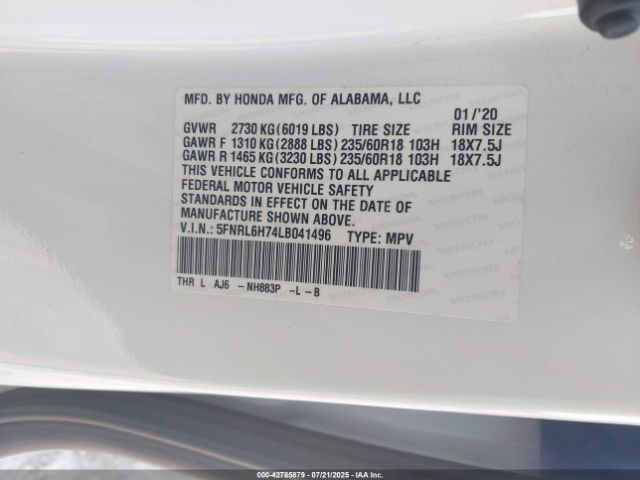 MFD. BY HONDA MFG. OF ALABAMA, LLC
01/'20
GVWR 2730 KG(6019 LBS) TIRE SIZE RIM SIZE
GAWR F 1310 KG(2888 LBS) 235/60R18 103H 18X7.5J
GAWR R 1465 KG(3230 LBS) 235/60R18 103H 18X7.5J
THIS VEHICLE CONFORMS TO ALL APPLICABLE
FEDERAL MOTOR VEHICLE SAFETY
STANDARDS IN EFFECT ON THE DATE OF
MANUFACTURE SHOWN ABOVE.
V.I.N.: 5FNRL6H74LB041496 TYPE: MPV
THR L AJ6 -NH883P -L-B
000-42785879 | 07/21/2025 | IAA, Inc.